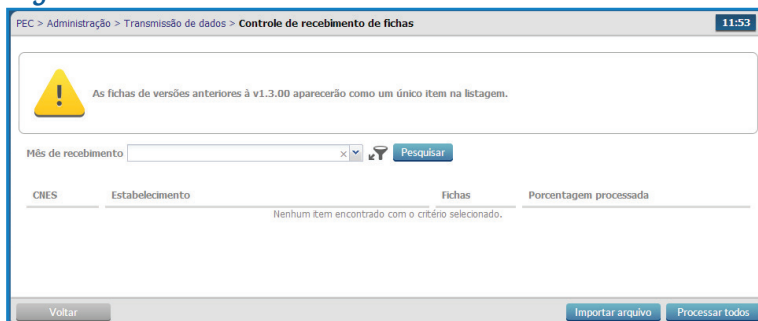 PEC > Administração > Transmissão de dados > Controle de recebimento de fichas 11:53
As fichas de versões anteriores à v1.3.00 aparecerão como um único item na listagem.
Mês de recebimento Pesquisar
CNES Estabelecimento Fichas Porcentagem processada
Nenhum item encontrado com o critério selecionado.
Voltar Importar arquivo Processar todos